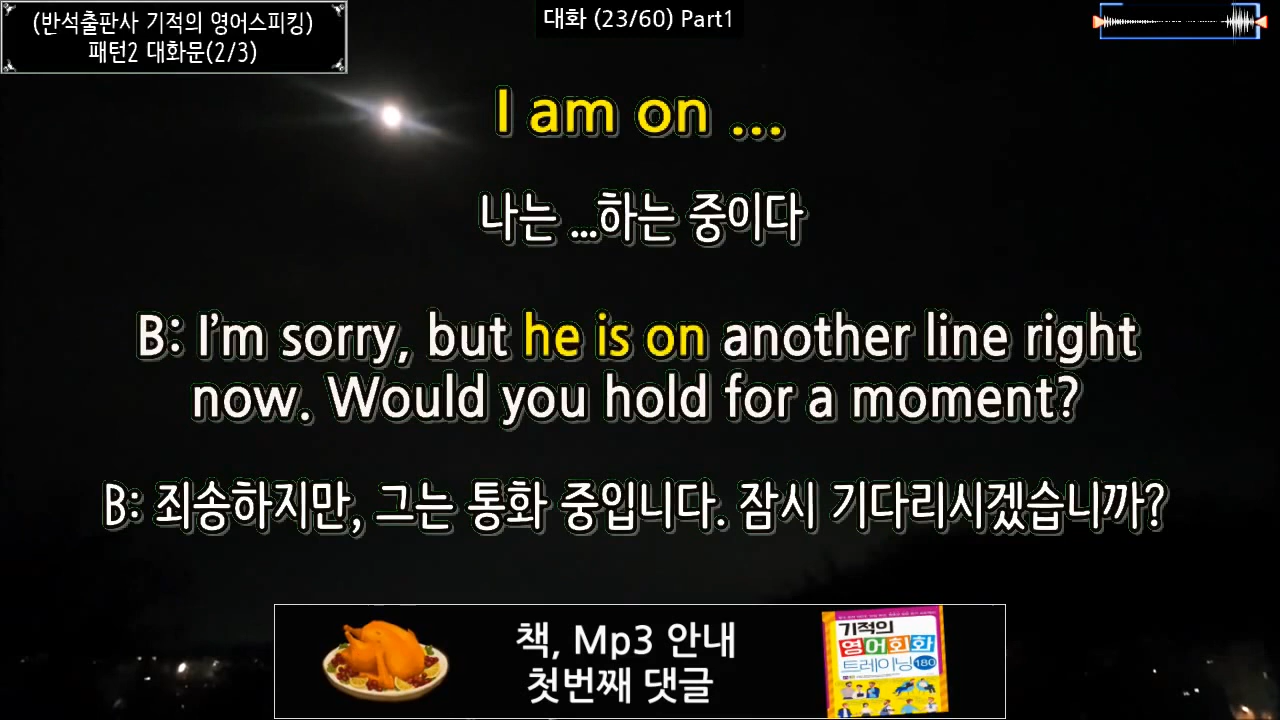 (반석출판사 기적의 영어스피킹)
패턴2 대화문(2/3)
대화 (23/60) Part1
I am on ...
나는 ...하는 중이다
B: I’m sorry, but he is on another line right
now. Would you hold for a moment?
B: 죄송하지만, 그는 통화 중입니다. 잠시 기다리시겠습니까?
책, Mp3 안내
첫번째 댓글
기적의
영어회화
트레이닝 180